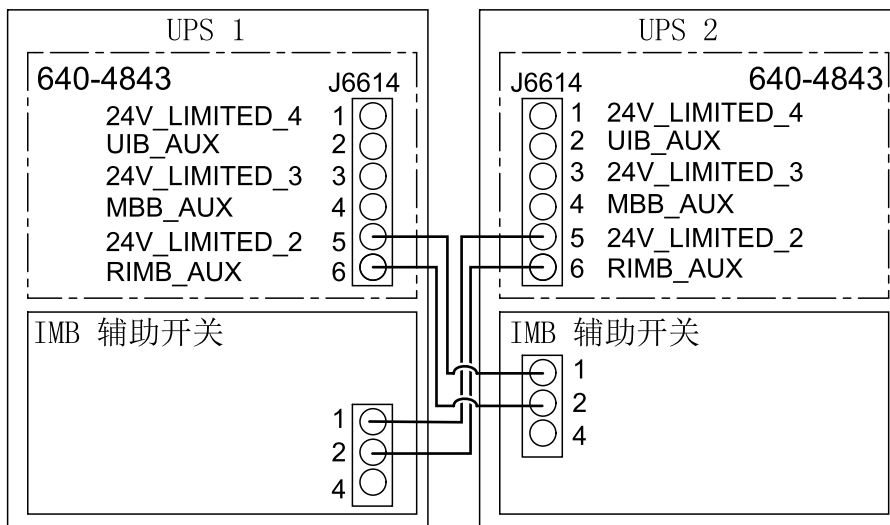 UPS 1
640-4843
J6614
24V_LIMITED_4 1
UIB_AUX 2
24V_LIMITED_3 3
MBB_AUX 4
24V_LIMITED_2 5
RIMB_AUX 6
IMB 辅助开关
1
2
4
UPS 2
J6614
640-4843
1 24V_LIMITED_4
2 UIB_AUX
3 24V_LIMITED_3
4 MBB_AUX
5 24V_LIMITED_2
6 RIMB_AUX
IMB 辅助开关
1
2
4